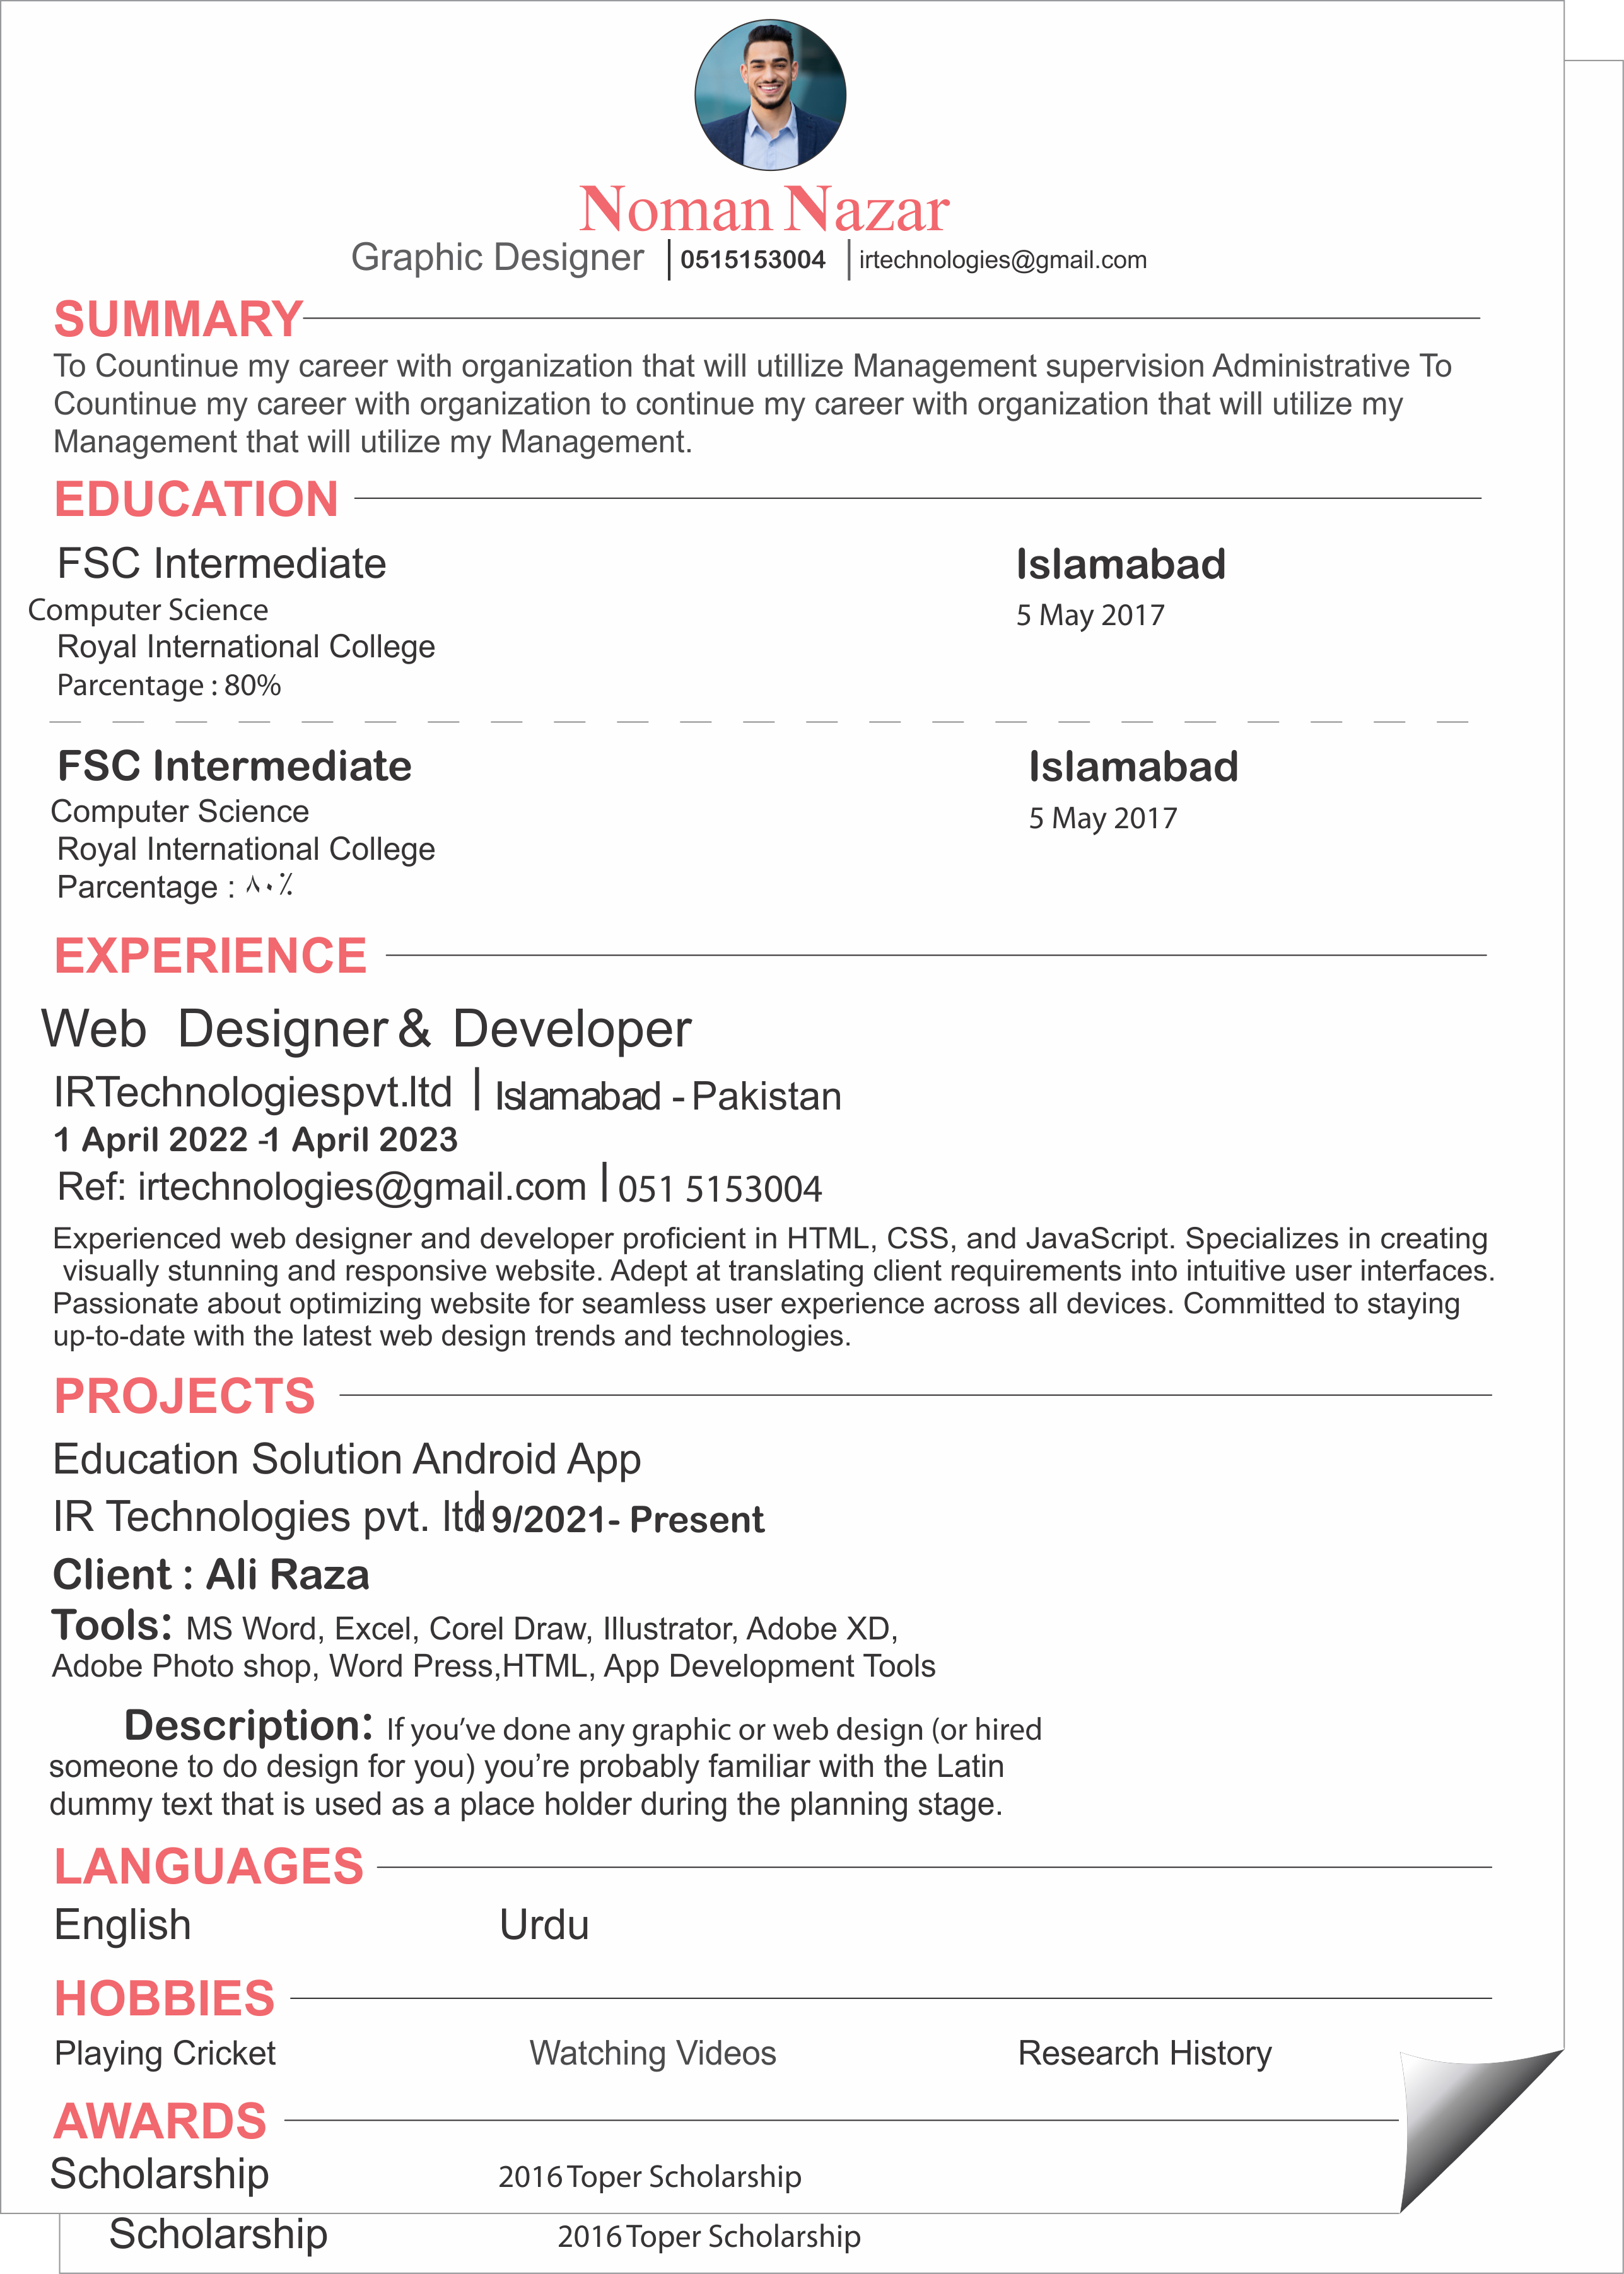 Noman Nazar
Graphic Designer | 0515153004 | irtechnologies@gmail.com
SUMMARY
To Countinue my career with organization that will utillize Management supervision Administrative To
Countinue my career with organization to continue my career with organization that will utilize my
Management that will utilize my Management.
EDUCATION
FSC Intermediate Islamabad
Computer Science 5 May 2017
Royal International College
Parcentage : 80%
FSC Intermediate Islamabad
Computer Science 5 May 2017
Royal International College
Parcentage : ٨٠٪
EXPERIENCE
Web Designer & Developer
IRTechnologiespvt.ltd | Islamabad - Pakistan
1 April 2022 -1 April 2023
Ref: irtechnologies@gmail.com | 051 5153004
Experienced web designer and developer proficient in HTML, CSS, and JavaScript. Specializes in creating
visually stunning and responsive website. Adept at translating client requirements into intuitive user interfaces.
Passionate about optimizing website for seamless user experience across all devices. Committed to staying
up-to-date with the latest web design trends and technologies.
PROJECTS
Education Solution Android App
IR Technologies pvt. ltd | 9/2021- Present
Client : Ali Raza
Tools: MS Word, Excel, Corel Draw, Illustrator, Adobe XD,
Adobe Photo shop, Word Press,HTML, App Development Tools
Description: If you’ve done any graphic or web design (or hired
someone to do design for you) you’re probably familiar with the Latin
dummy text that is used as a place holder during the planning stage.
LANGUAGES
English Urdu
HOBBIES
Playing Cricket Watching Videos Research History
AWARDS
Scholarship 2016 Toper Scholarship
Scholarship 2016 Toper Scholarship